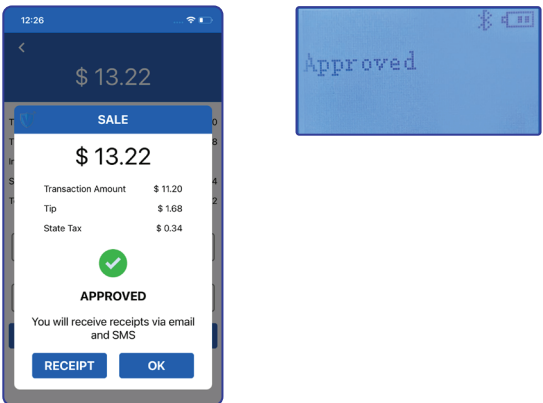 12:26
$ 13.22
SALE
$ 13.22
Transaction Amount $ 11.20
Tip $ 1.68
State Tax $ 0.34
APPROVED
You will receive receipts via email
and SMS
RECEIPT OK
Approved